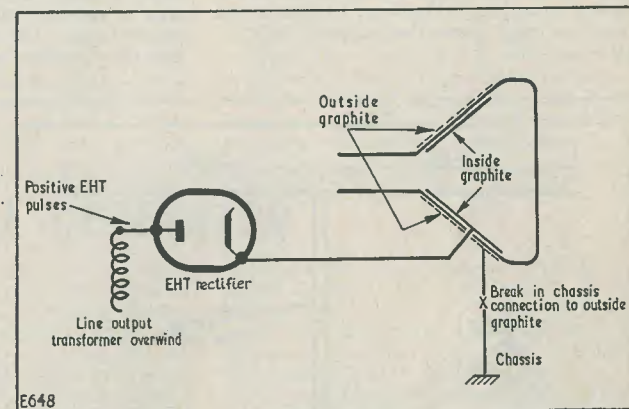 Outside
graphite
Inside
graphite
Positive EHT
pulses
EHT rectifier
Line output
transformer overwind
Break in chassis
connection to outside
graphite
Chassis
E648